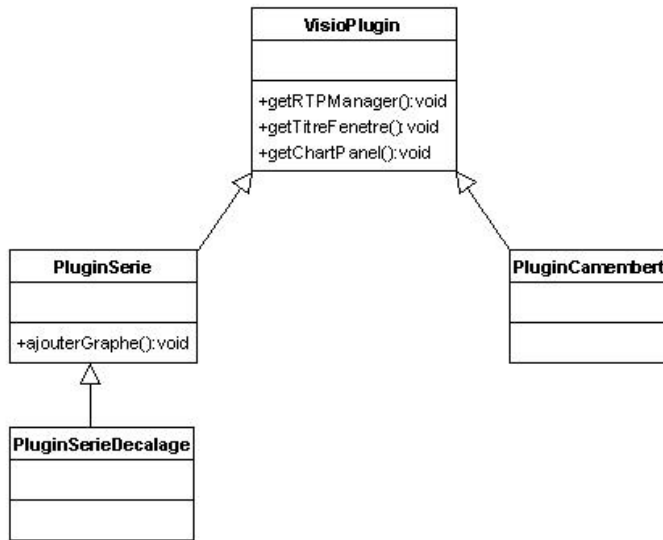 VisioPlugin
+getRTPManager():void
+getTitreFenetre():void
+getChartPanel():void
PluginSerie
PluginCamembert
+ajouterGraphe():void
PluginSerieDecalage